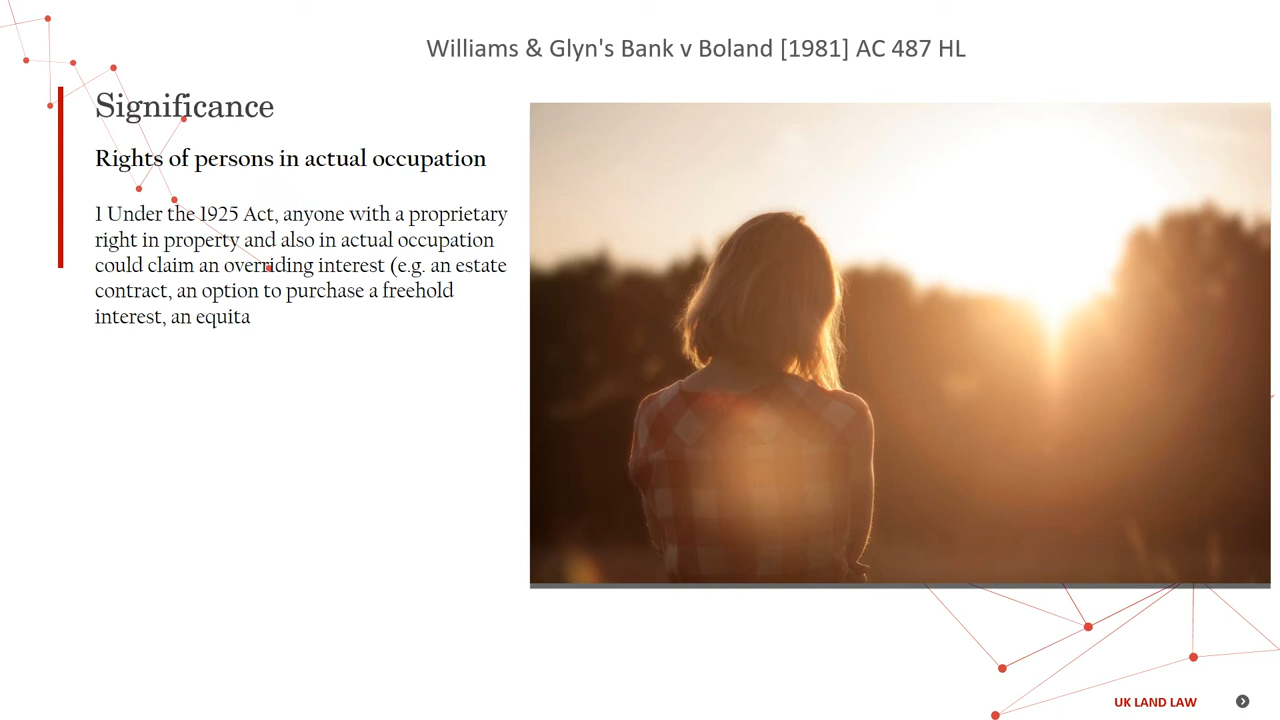 Williams & Glyn's Bank v Boland [1981] AC 487 HL
Significance
Rights of persons in actual occupation
1 Under the 1925 Act, anyone with a proprietary
right in property and also in actual occupation
could claim an overriding interest (e.g. an estate
contract, an option to purchase a freehold
interest, an equita
UK LAND LAW